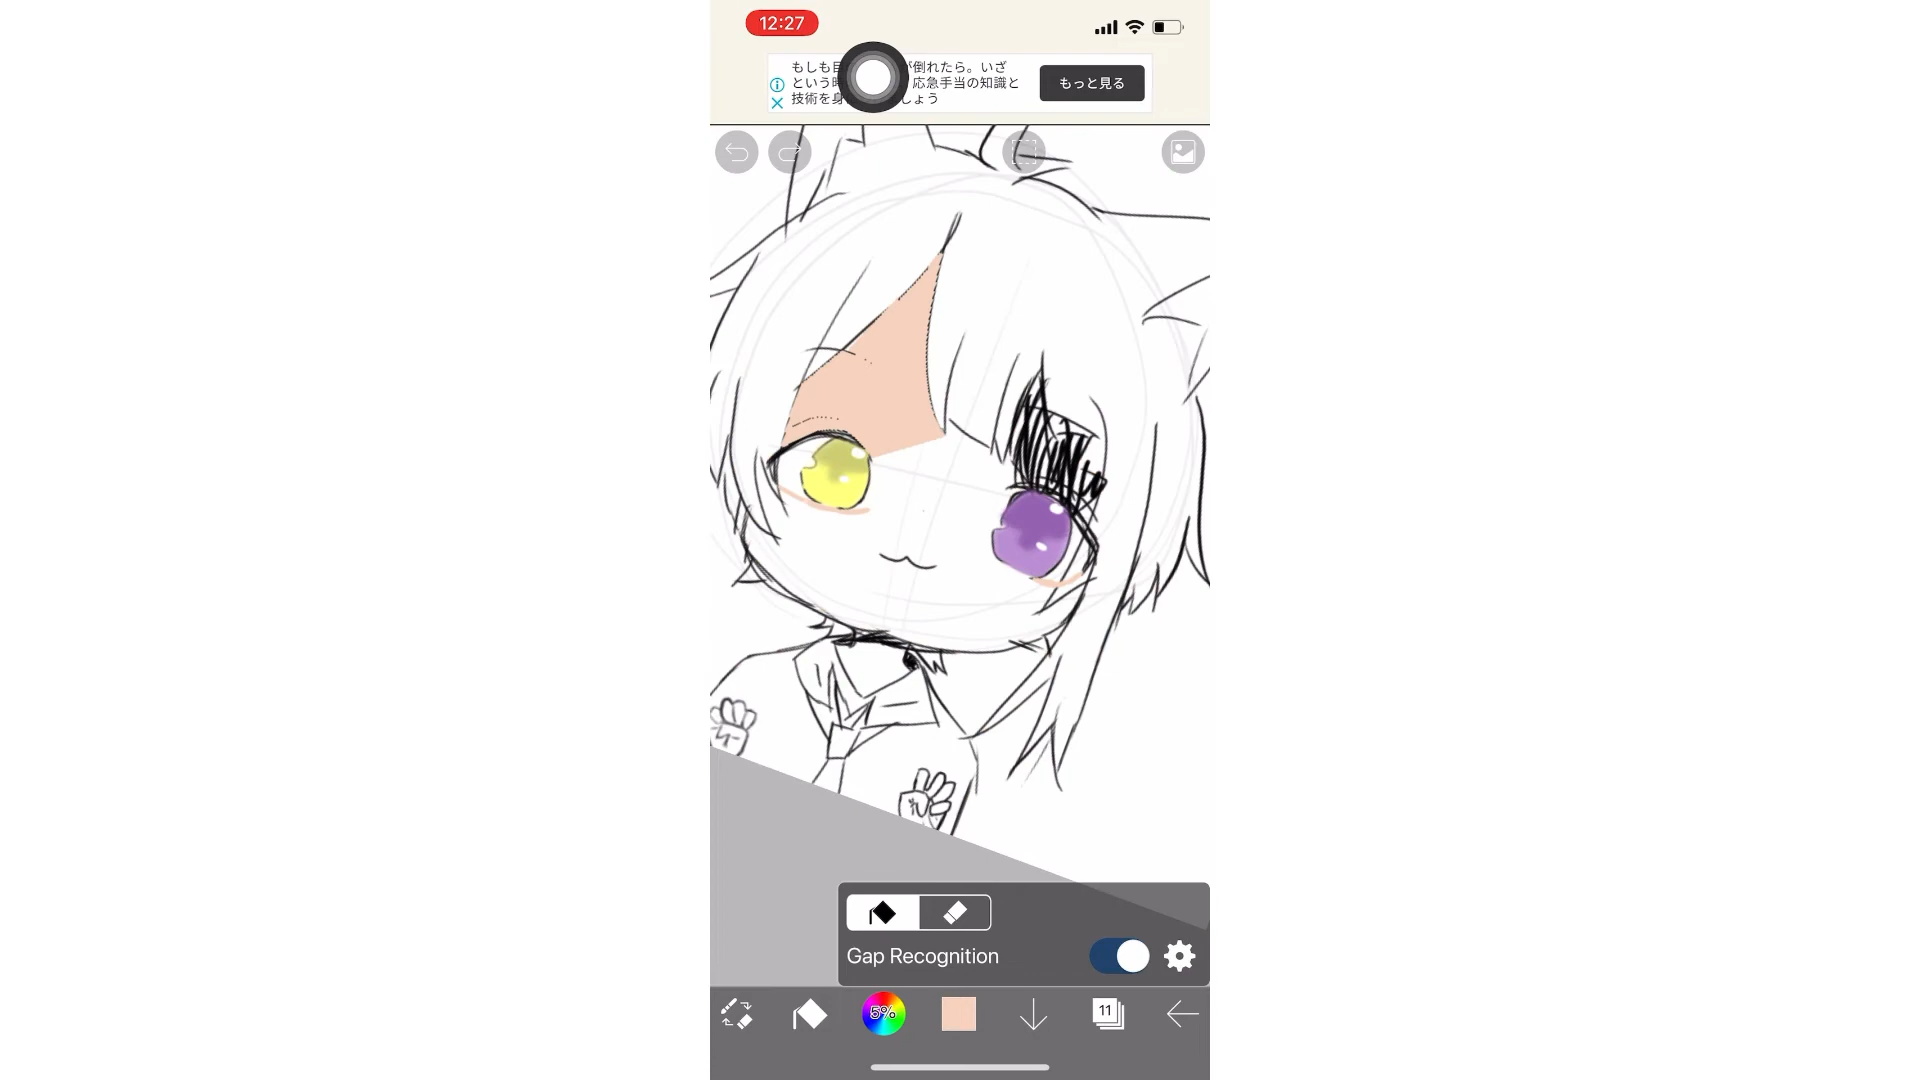 12:27
もしも目 が倒れたら。いざ
という時 応急手当の知識と
技術を身 しょう
もっと見る
Gap Recognition
5%
11